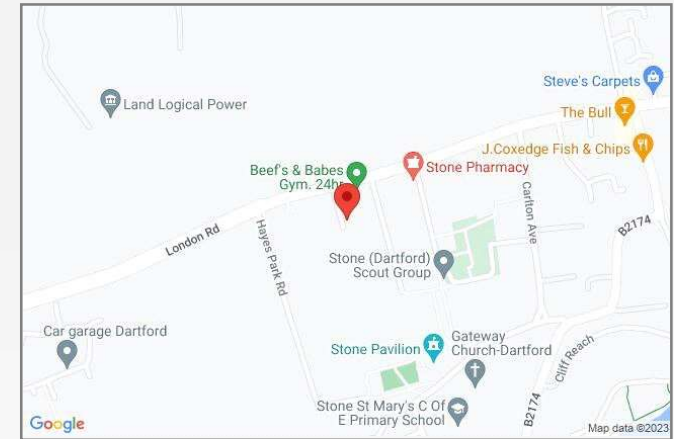 Steve's Carpets
Land Logical Power
The Bull
J.Coxedge Fish & Chips
Beef's & Babes
Gym. 24hr
Stone Pharmacy
London Rd
Hayes Park Rd
Carlton Ave
B2174
Stone (Dartford)
Scout Group
Car garage Dartford
Stone Pavilion
Gateway
Church-Dartford
Cliff Reach
Stone St Mary's C Of
E Primary School
B2174
Google
Map data ©2023